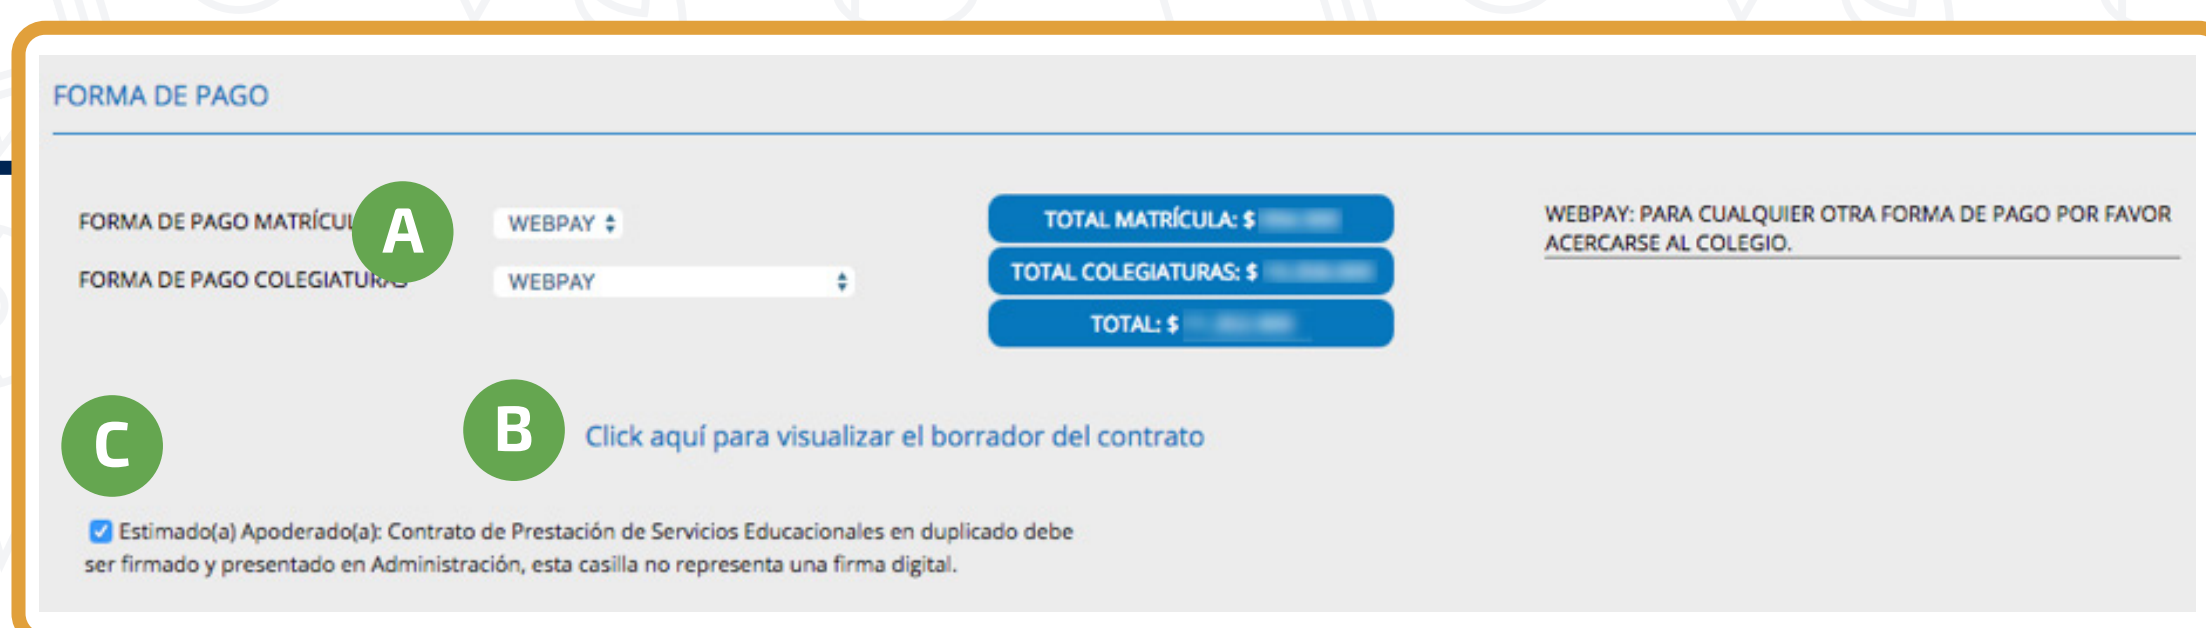 FORMA DE PAGO
FORMA DE PAGO MATRÍCUL
A
WEBPAY
TOTAL MATRÍCULA: $
WEBPAY: PARA CUALQUIER OTRA FORMA DE PAGO POR FAVOR
ACERCARSE AL COLEGIO.
FORMA DE PAGO COLEGIATURAS
WEBPAY
TOTAL COLEGIATURAS: $
TOTAL: $
C
B
Click aquí para visualizar el borrador del contrato
Estimado(a) Apoderado(a): Contrato de Prestación de Servicios Educacionales en duplicado debe
ser firmado y presentado en Administración, esta casilla no representa una firma digital.